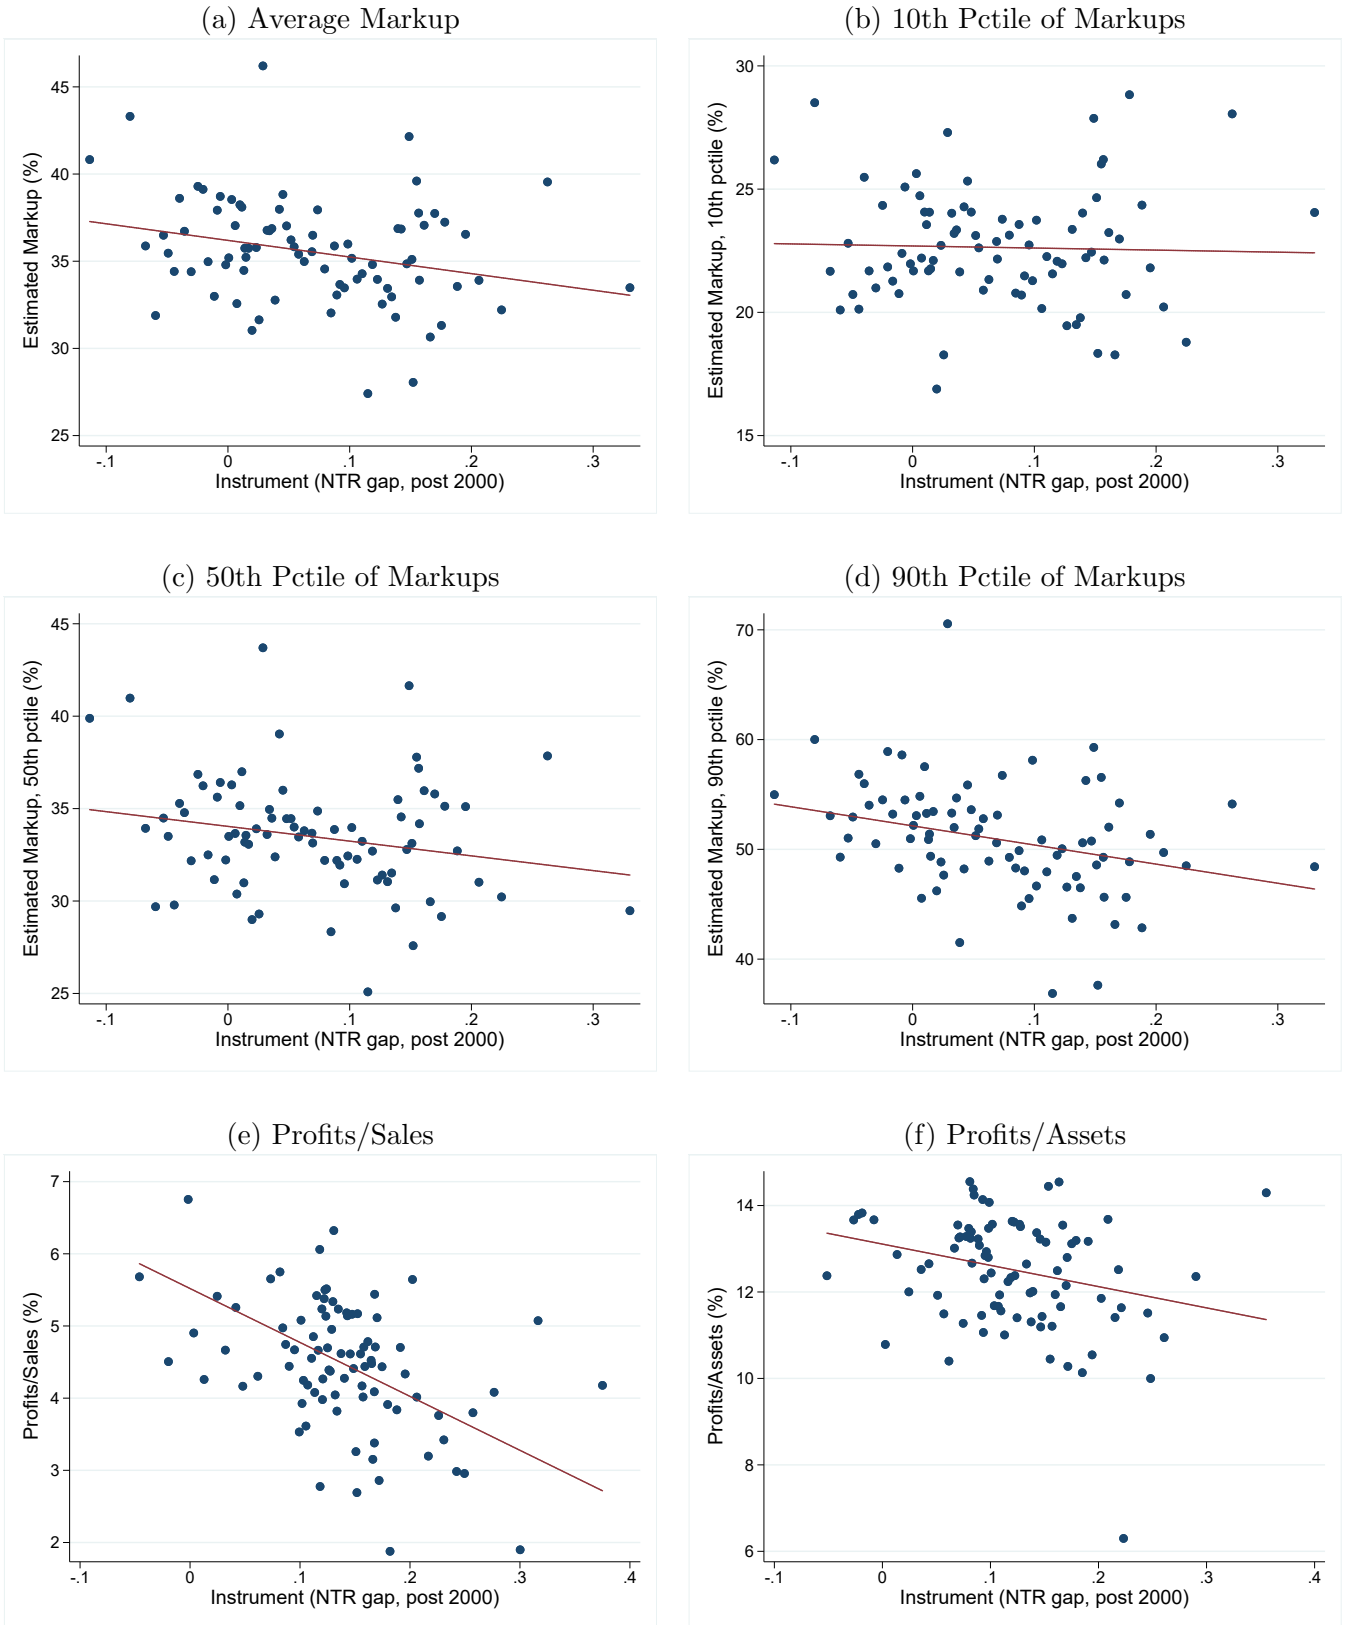 (a) Average Markup
45
40
35
30
25
Estimated Markup (%)
-.1 0 .1 .2 .3
Instrument (NTR gap, post 2000)
(b) 10th Pctile of Markups
30
25
20
15
Estimated Markup, 10th pctile (%)
-.1 0 .1 .2 .3
Instrument (NTR gap, post 2000)
(c) 50th Pctile of Markups
45
40
35
30
25
Estimated Markup, 50th pctile (%)
-.1 0 .1 .2 .3
Instrument (NTR gap, post 2000)
(d) 90th Pctile of Markups
70
60
50
40
Estimated Markup, 90th pctile (%)
-.1 0 .1 .2 .3
Instrument (NTR gap, post 2000)
(e) Profits/Sales
7
6
5
4
3
2
Profits/Sales (%)
-.1 0 .1 .2 .3 .4
Instrument (NTR gap, post 2000)
(f) Profits/Assets
14
12
10
8
6
Profits/Assets (%)
-.1 0 .1 .2 .3 .4
Instrument (NTR gap, post 2000)